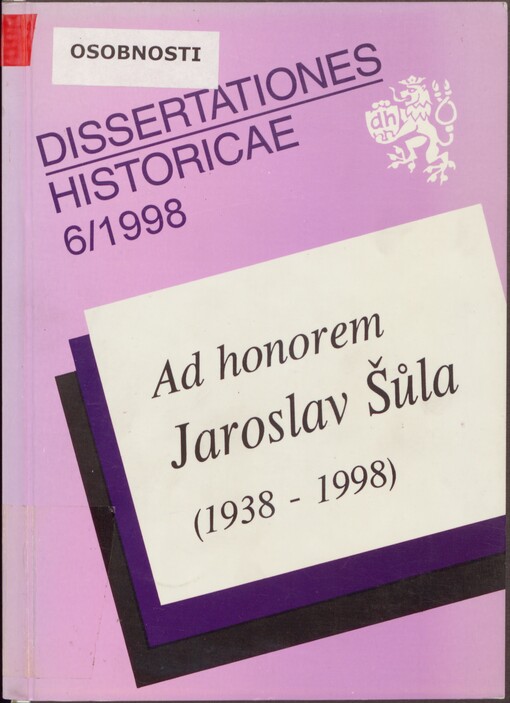 OSOBNOSTI
DISSERTATIONES
HISTORICAE
6/1998
dh
Ad honorem
Jaroslav Šůla
(1938 - 1998)